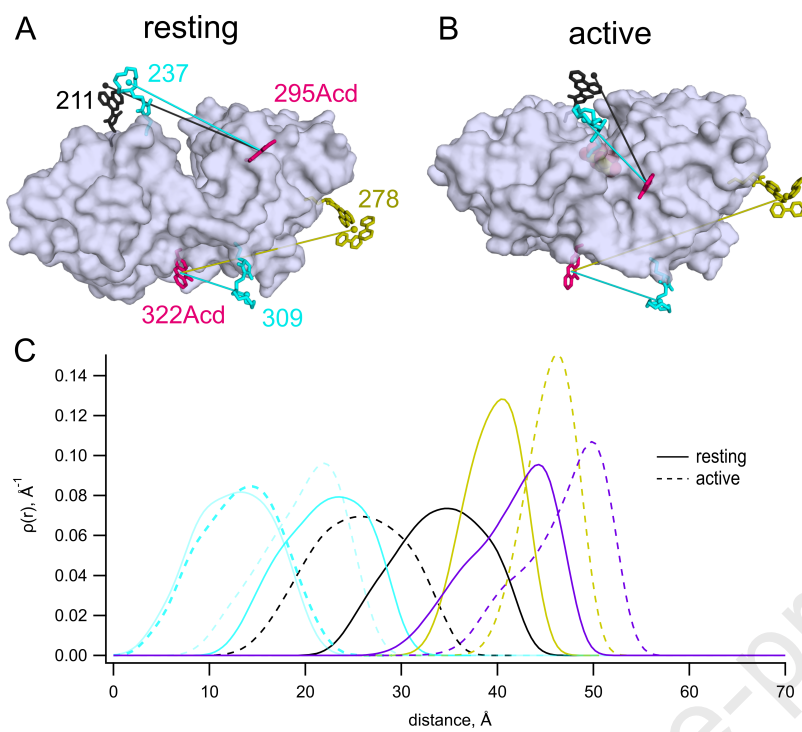 A
resting
B
active
237
211
295Acd
278
322Acd
309
C
0.14
0.12
0.10
0.08
0.06
0.04
0.02
0.00
ρ(r), Å⁻¹
resting
active
0
10
20
30
40
50
60
70
distance, Å
e-pr